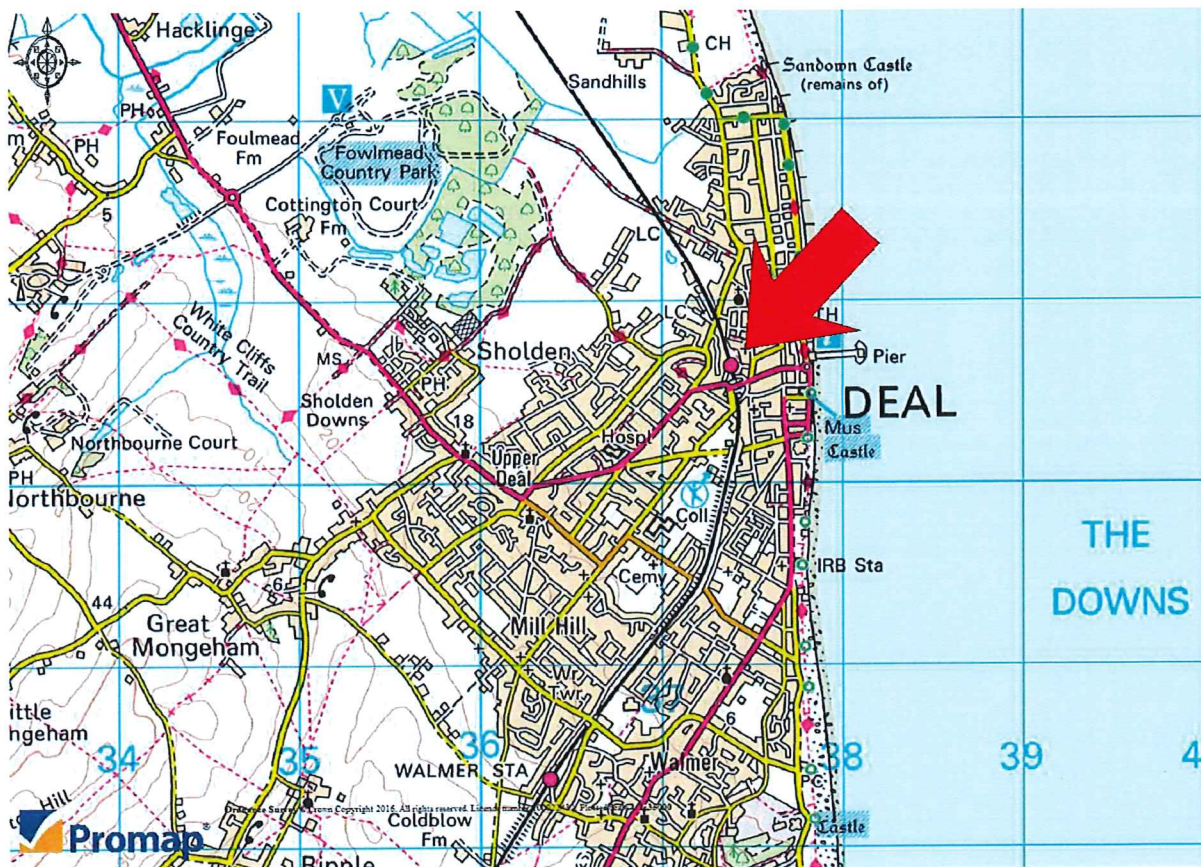 Hacklinge
CH
Sandown Castle
(remains of)
Sandhills
V
PH
PH
Foulmead
Fm
Fowlmead
Country Park
Cottington Court
Fm
5
LC
LC
White Cliffs
Country Trail
TH
MS
Sholden
Pier
PH
Sholden
Downs
18
DEAL
Mus
Castle
Northbourne Court
Hospl
Upper
Deal
PH
Northbourne
Coll
THE
DOWNS
IRB Sta
Cemy
6
44
Great
Mongeham
Mill Hill
Wr
Twr
37
6
34
35
36
38
39
4
WALMER STA
Walmer
Hill
Coldblow
Fm
Castle
Promap
Ripple